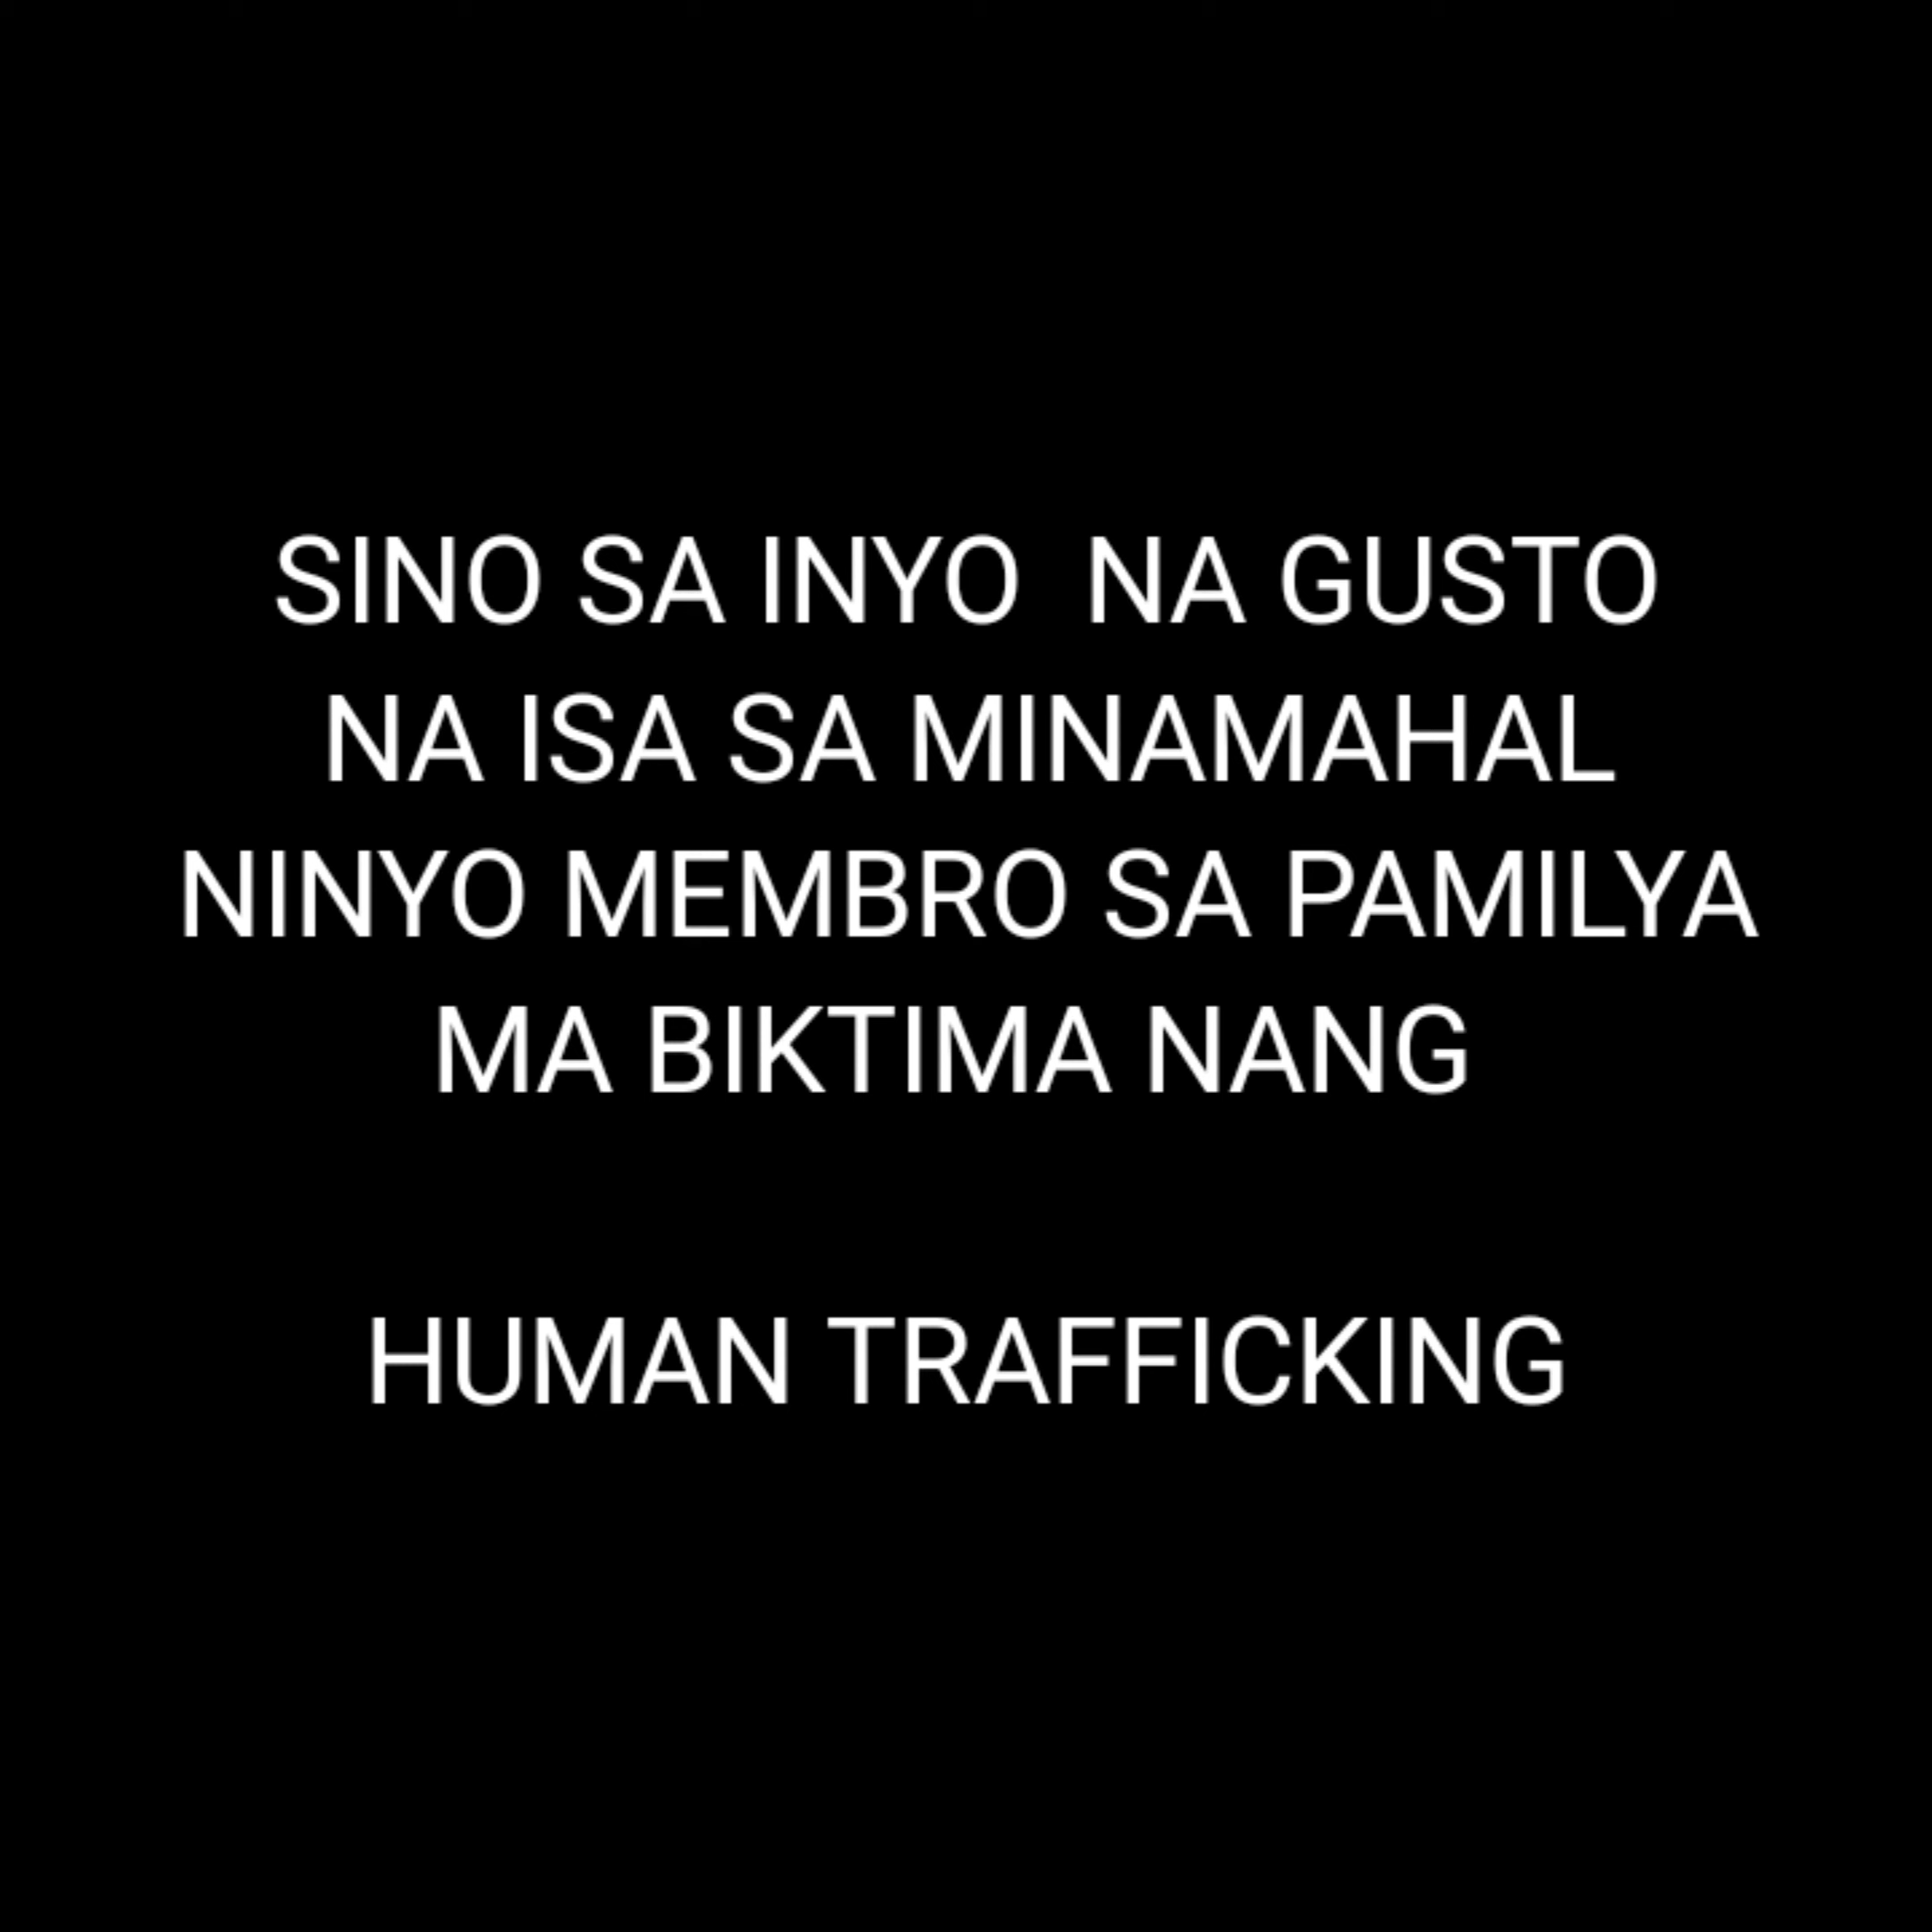 SINO SA INYO  NA GUSTO
NA ISA SA MINAMAHAL
NINYO MEMBRO SA PAMILYA
MA BIKTIMA NANG
HUMAN TRAFFICKING